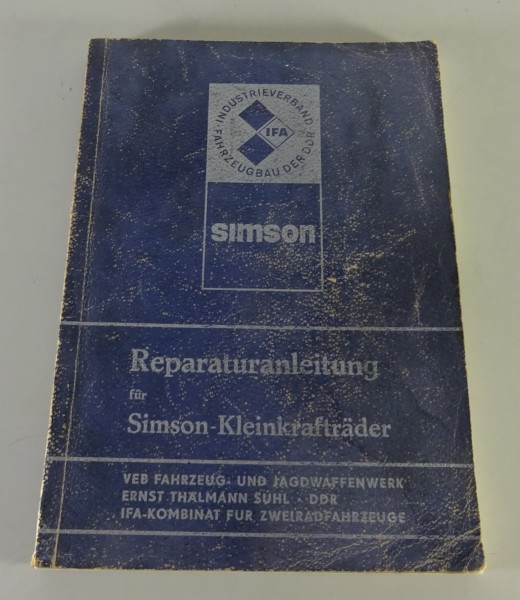 INDUSTRIEVERBAND
FAHRZEUGBAU DER DDR
IFA
simson
Reparaturanleitung
für
Simson-Kleinkrafträder
VEB FAHRZEUG- UND JAGDWAFFENWERK
ERNST THÄLMANN SUHL - DDR
IFA-KOMBINAT FÜR ZWEIRADFAHRZEUGE